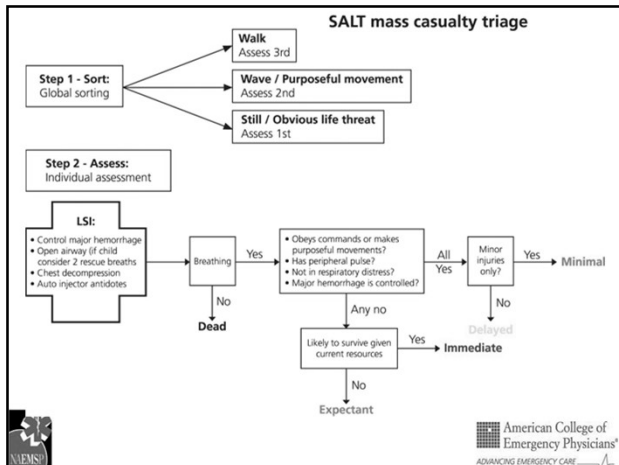 SALT mass casualty triage
Step 1 - Sort:
Global sorting
Walk
Assess 3rd
Wave / Purposeful movement
Assess 2nd
Still / Obvious life threat
Assess 1st
Step 2 - Assess:
Individual assessment
LSI:
• Control major hemorrhage
• Open airway (if child
consider 2 rescue breaths
• Chest decompression
• Auto injector antidotes
Breathing
Yes
No
Dead
• Obeys commands or makes
purposeful movements?
• Has peripheral pulse?
• Not in respiratory distress?
• Major hemorrhage is controlled?
All
Yes
Minor
injuries
only?
Yes
Minimal
No
Delayed
Any no
Likely to survive given
current resources
Yes
Immediate
No
Expectant
NAEMSP
American College of
Emergency Physicians®
ADVANCING EMERGENCY CARE